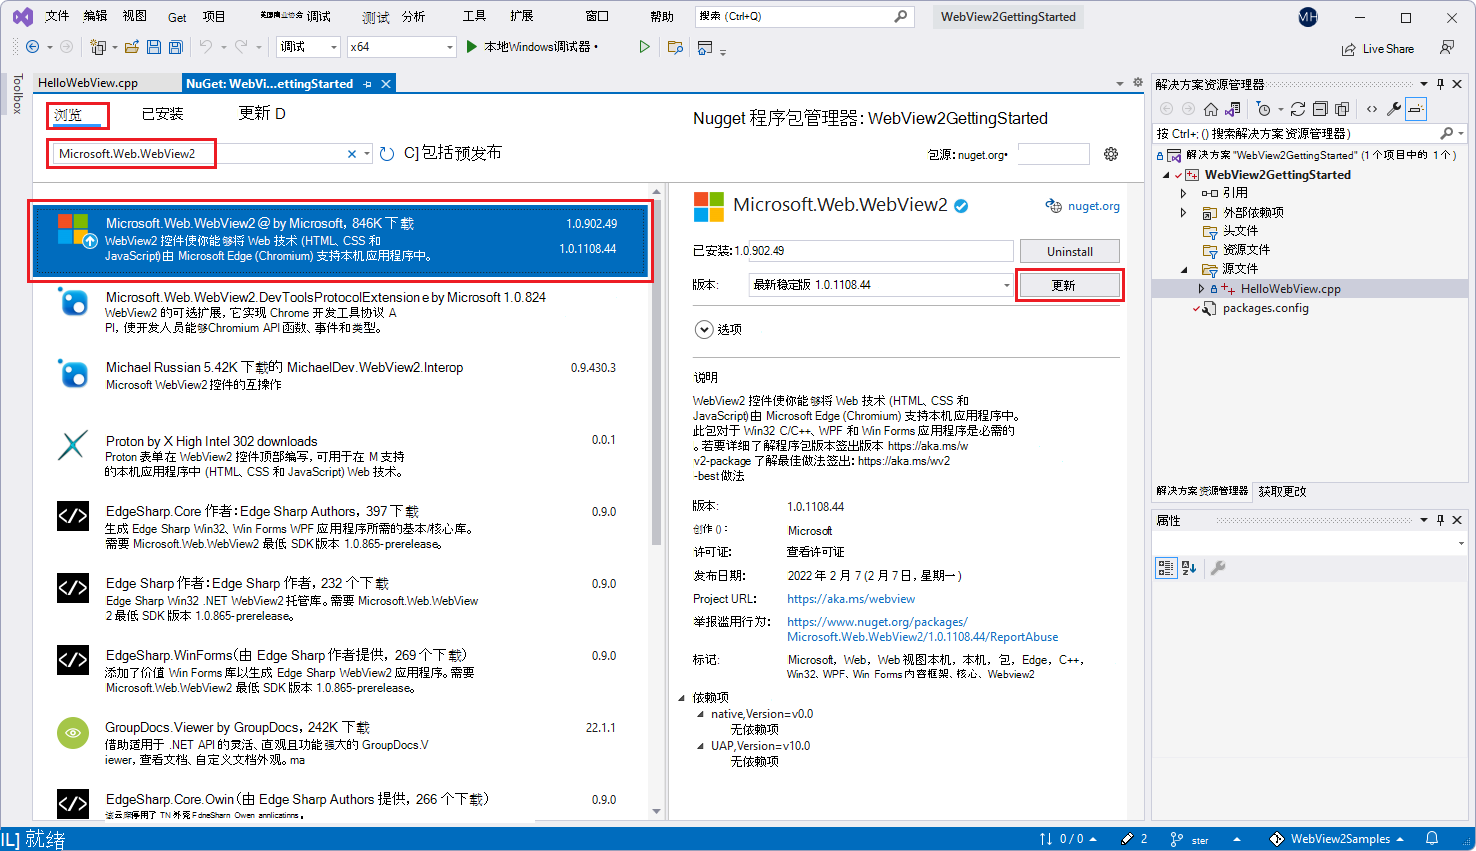 文件 编辑 视图 Get 项目 美国商业协会 调试 测试 分析 工具 扩展 窗口 帮助 搜索 (Ctrl+Q) WebView2GettingStarted MH
调试 x64 本地Windows调试器 • Live Share
Toolbox
HelloWebView.cpp NuGet: WebVi...ettingStarted
浏览 已安装 更新 D
Nugget 程序包管理器: WebView2GettingStarted
Microsoft.Web.WebView2 C]包括预发布
包源: nuget.org•
Microsoft.Web.WebView2 @ by Microsoft, 846K 下载 1.0.902.49
WebView2 控件使你能够将 Web 技术 (HTML、CSS 和 1.0.1108.44
JavaScript)由 Microsoft Edge (Chromium) 支持本机应用程序中。
Microsoft.Web.WebView2.DevToolsProtocolExtension e by Microsoft 1.0.824
WebView2 的可选扩展，它实现 Chrome 开发工具协议 A
PI，使开发人员能够Chromium API 函数、事件和类型。
Michael Russian 5.42K 下载的 MichaelDev.WebView2.Interop 0.9.430.3
Microsoft WebView2 控件的互操作
Proton by X High Intel 302 downloads 0.0.1
Proton 表单在 WebView2 控件顶部编写，可用于在 M 支持
的本机应用程序中 (HTML、CSS 和 JavaScript) Web 技术。
EdgeSharp.Core 作者: Edge Sharp Authors，397 下载 0.9.0
生成 Edge Sharp Win32、Win Forms WPF 应用程序所需的基本/核心库。
需要 Microsoft.Web.WebView2 最低 SDK 版本 1.0.865-prerelease。
Edge Sharp 作者: Edge Sharp 作者，232 个下载 0.9.0
Edge Sharp Win32 .NET WebView2 托管库。需要 Microsoft.Web.WebView
2 最低 SDK 版本 1.0.865-prerelease。
EdgeSharp.WinForms（由 Edge Sharp 作者提供，269 个下载） 0.9.0
添加了价值 Win Forms 库以生成 Edge Sharp WebView2 应用程序。需要
Microsoft.Web.WebView2 最低 SDK 版本 1.0.865-prerelease。
GroupDocs.Viewer by GroupDocs，242K 下载 22.1.1
借助适用于 .NET API 的灵活、直观且功能强大的 GroupDocs.V
iewer，查看文档、自定义文档外观。ma
EdgeSharp.Core.Owin（由 Edge Sharp Authors 提供，266 个下载） 0.9.0
Microsoft.Web.WebView2 nuget.org
已安装: 1.0.902.49 Uninstall
版本: 最新稳定版 1.0.1108.44 更新
选项
说明
WebView2 控件使你能够将 Web 技术 (HTML、CSS 和
JavaScript)由 Microsoft Edge (Chromium) 支持本机应用程序中。
此包对于 Win32 C/C++、WPF 和 Win Forms 应用程序是必需的
。若要详细了解程序包版本签出版本 https://aka.ms/w
v2-package 了解最佳做法签出: https://aka.ms/wv2
-best 做法
版本: 1.0.1108.44
创作 (): Microsoft
许可证: 查看许可证
发布日期: 2022 年 2 月 7 (2 月 7 日，星期一)
Project URL: https://aka.ms/webview
举报滥用行为: https://www.nuget.org/packages/
Microsoft.Web.WebView2/1.0.1108.44/ReportAbuse
标记: Microsoft，Web，Web 视图本机，本机，包，Edge，C++，
Win32、WPF、Win Forms 内容框架、核心、Webview2
依赖项
native,Version=v0.0
无依赖项
UAP,Version=v10.0
无依赖项
解决方案资源管理器
按 Ctrl+; () 搜索解决方案资源管理器)
解决方案 "WebView2GettingStarted" (1 个项目中的 1 个)
WebView2GettingStarted
引用
外部依赖项
头文件
资源文件
源文件
HelloWebView.cpp
packages.config
解决方案资源管理器 获取更改
属性
IL] 就绪 0 / 0 2 ster WebView2Samples